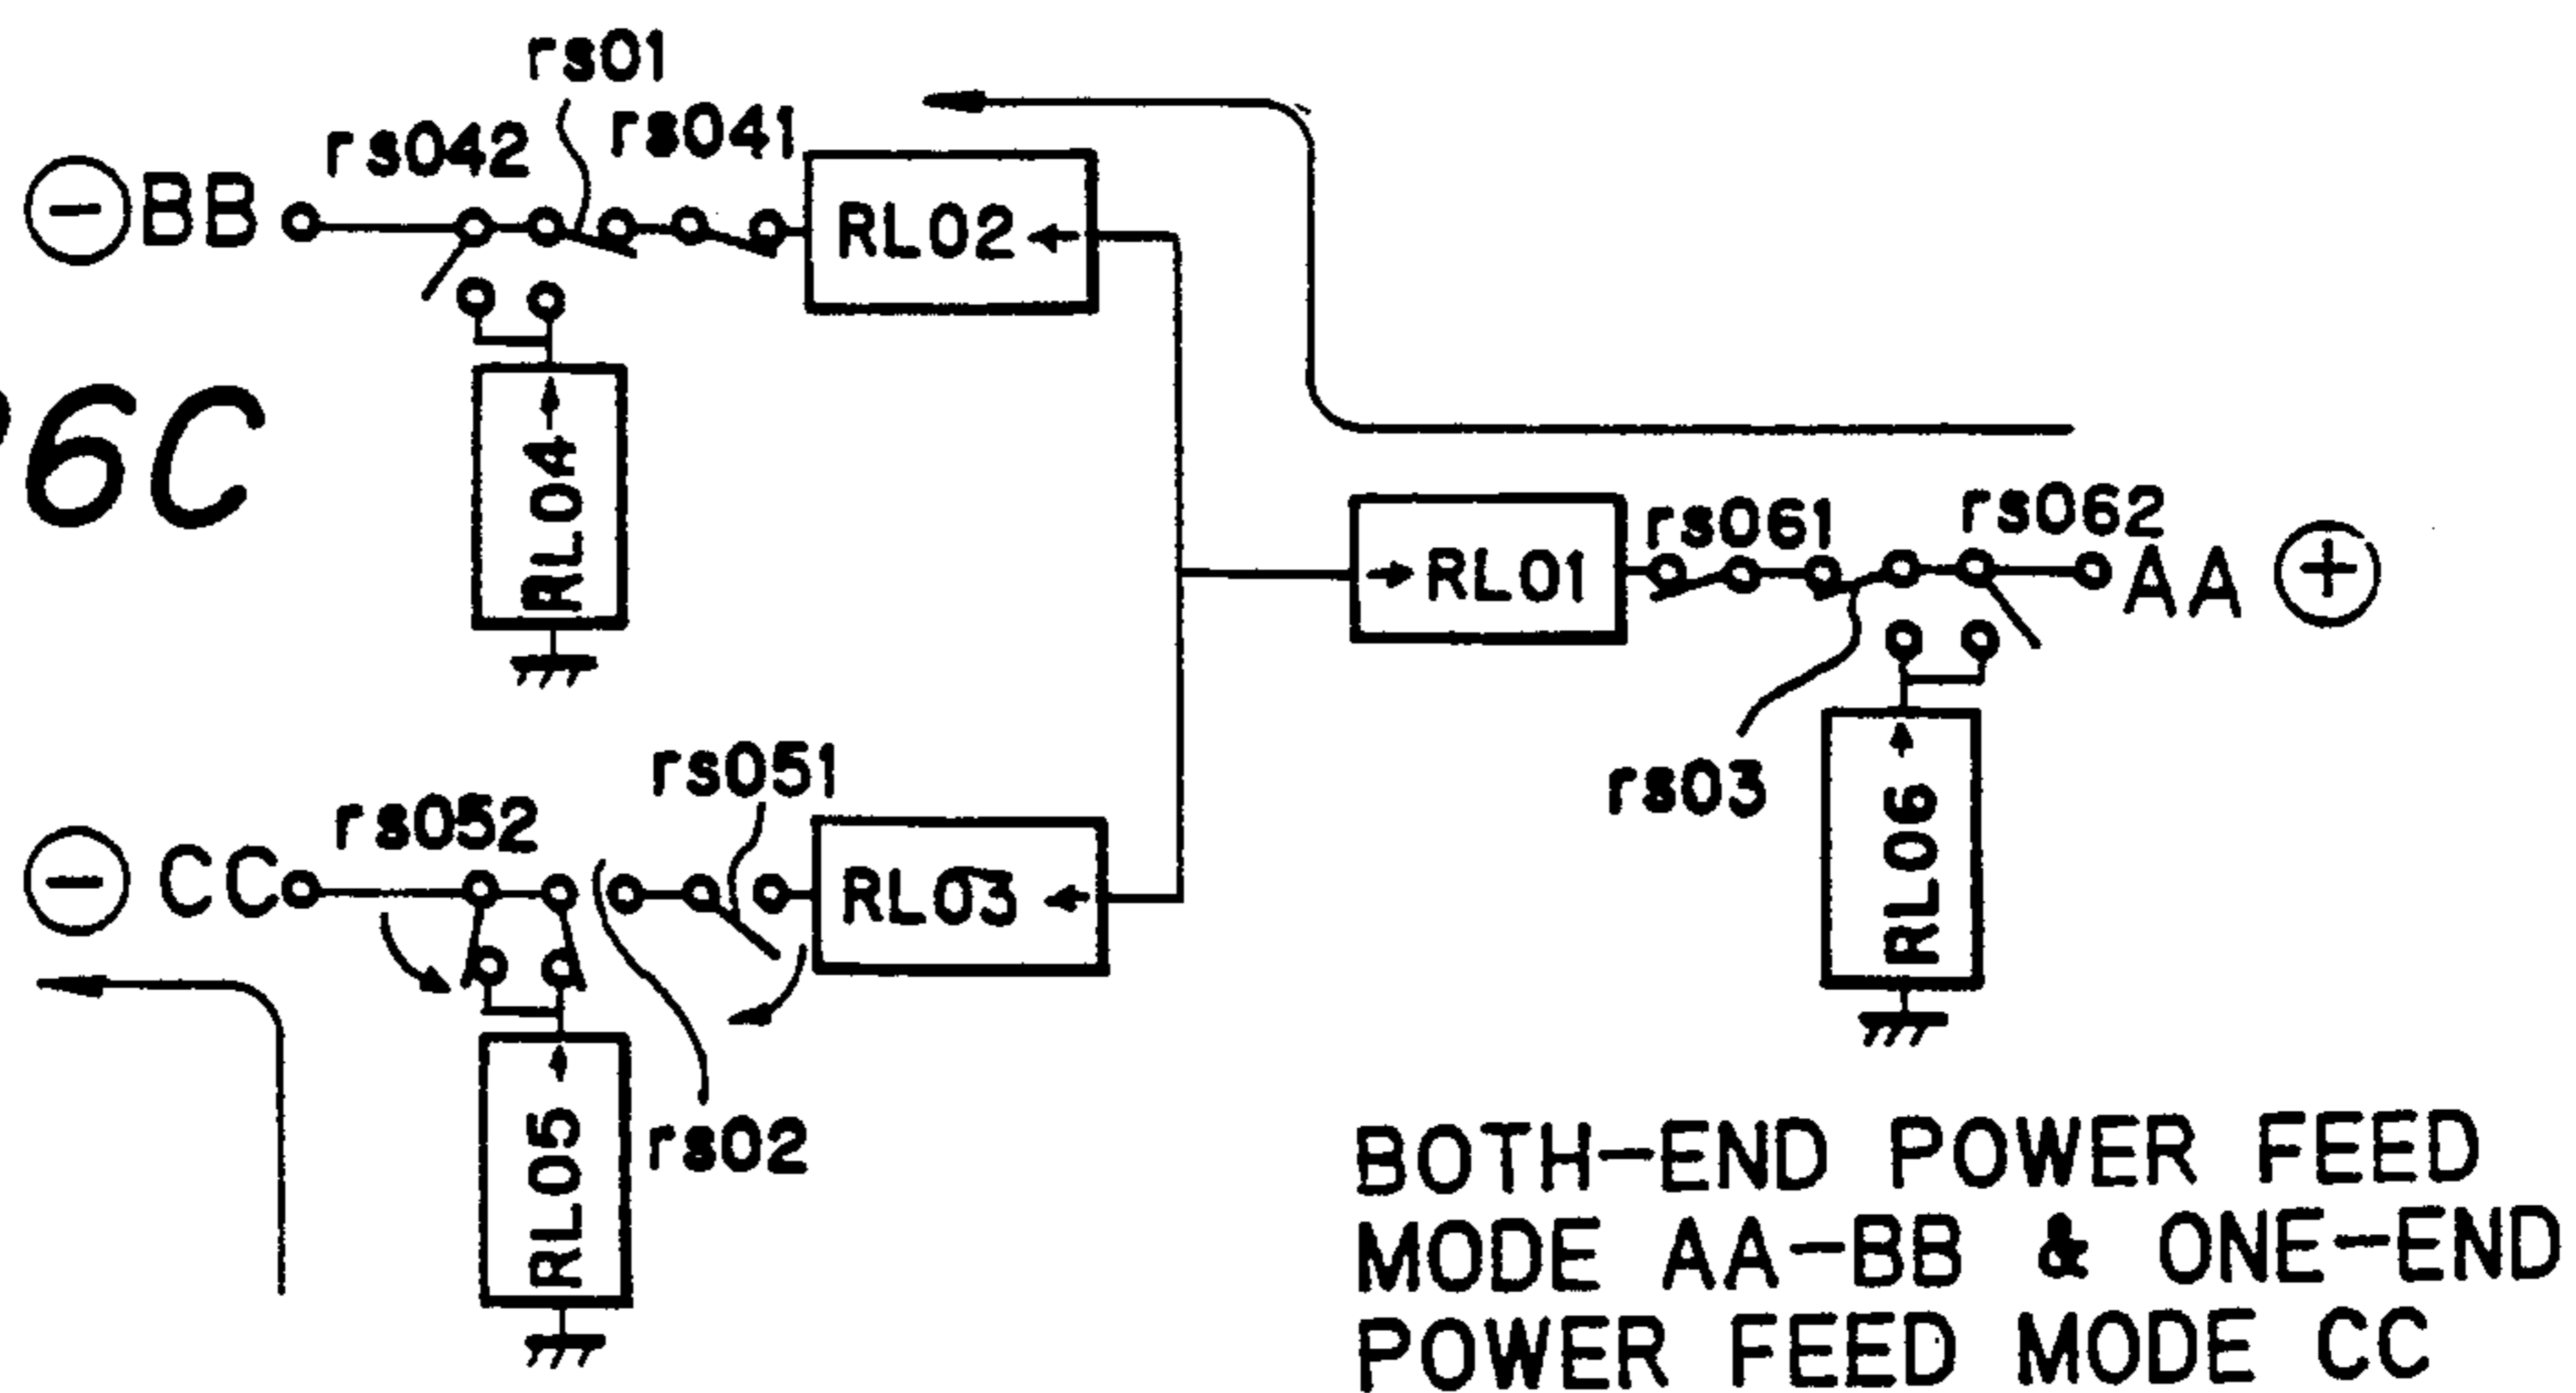 rs01
rs042
rs041
⊖ BB
RL02
6C
RL04
RL01
rs061
rs062
AA ⊕
rs03
RL06
rs052
rs051
⊖ CC
RL03
RL05
rs02
BOTH-END POWER FEED
MODE AA-BB & ONE-END
POWER FEED MODE CC